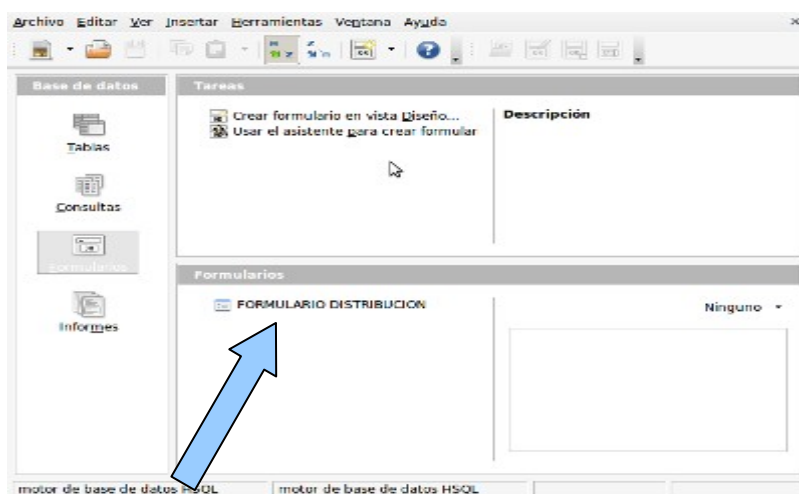 Archivo Editar Ver Insertar Herramientas Ventana Ayuda
Base de datos
Tareas
Crear formulario en vista Diseño...
Usar el asistente para crear formular
Descripción
Tablas
Consultas
Formularios
Informes
Formularios
FORMULARIO DISTRIBUCION
Ninguno
motor de base de datos HSQL
motor de base de datos HSQL